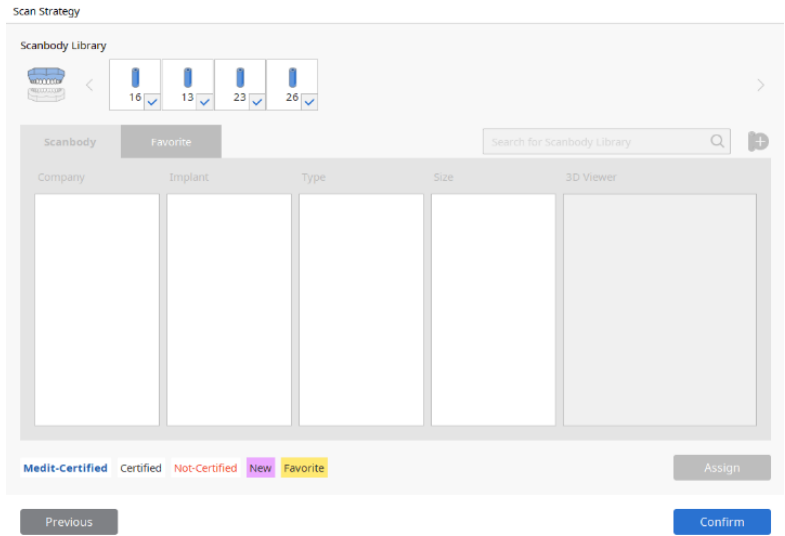 Scan Strategy
Scanbody Library
16 13 23 26
Scanbody Favorite Search for Scanbody Library
Company Implant Type Size 3D Viewer
Medit-Certified Certified Not-Certified New Favorite Assign
Previous Confirm